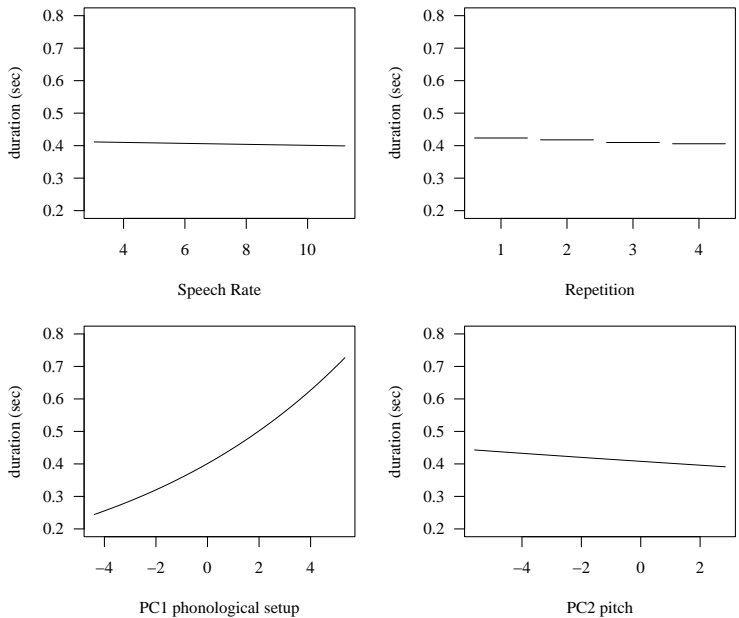 duration (sec)
0.8
0.7
0.6
0.5
0.4
0.3
0.2
4 6 8 10
Speech Rate
duration (sec)
0.8
0.7
0.6
0.5
0.4
0.3
0.2
1 2 3 4
Repetition
duration (sec)
0.8
0.7
0.6
0.5
0.4
0.3
0.2
−4 −2 0 2 4
PC1 phonological setup
duration (sec)
0.8
0.7
0.6
0.5
0.4
0.3
0.2
−4 −2 0 2
PC2 pitch